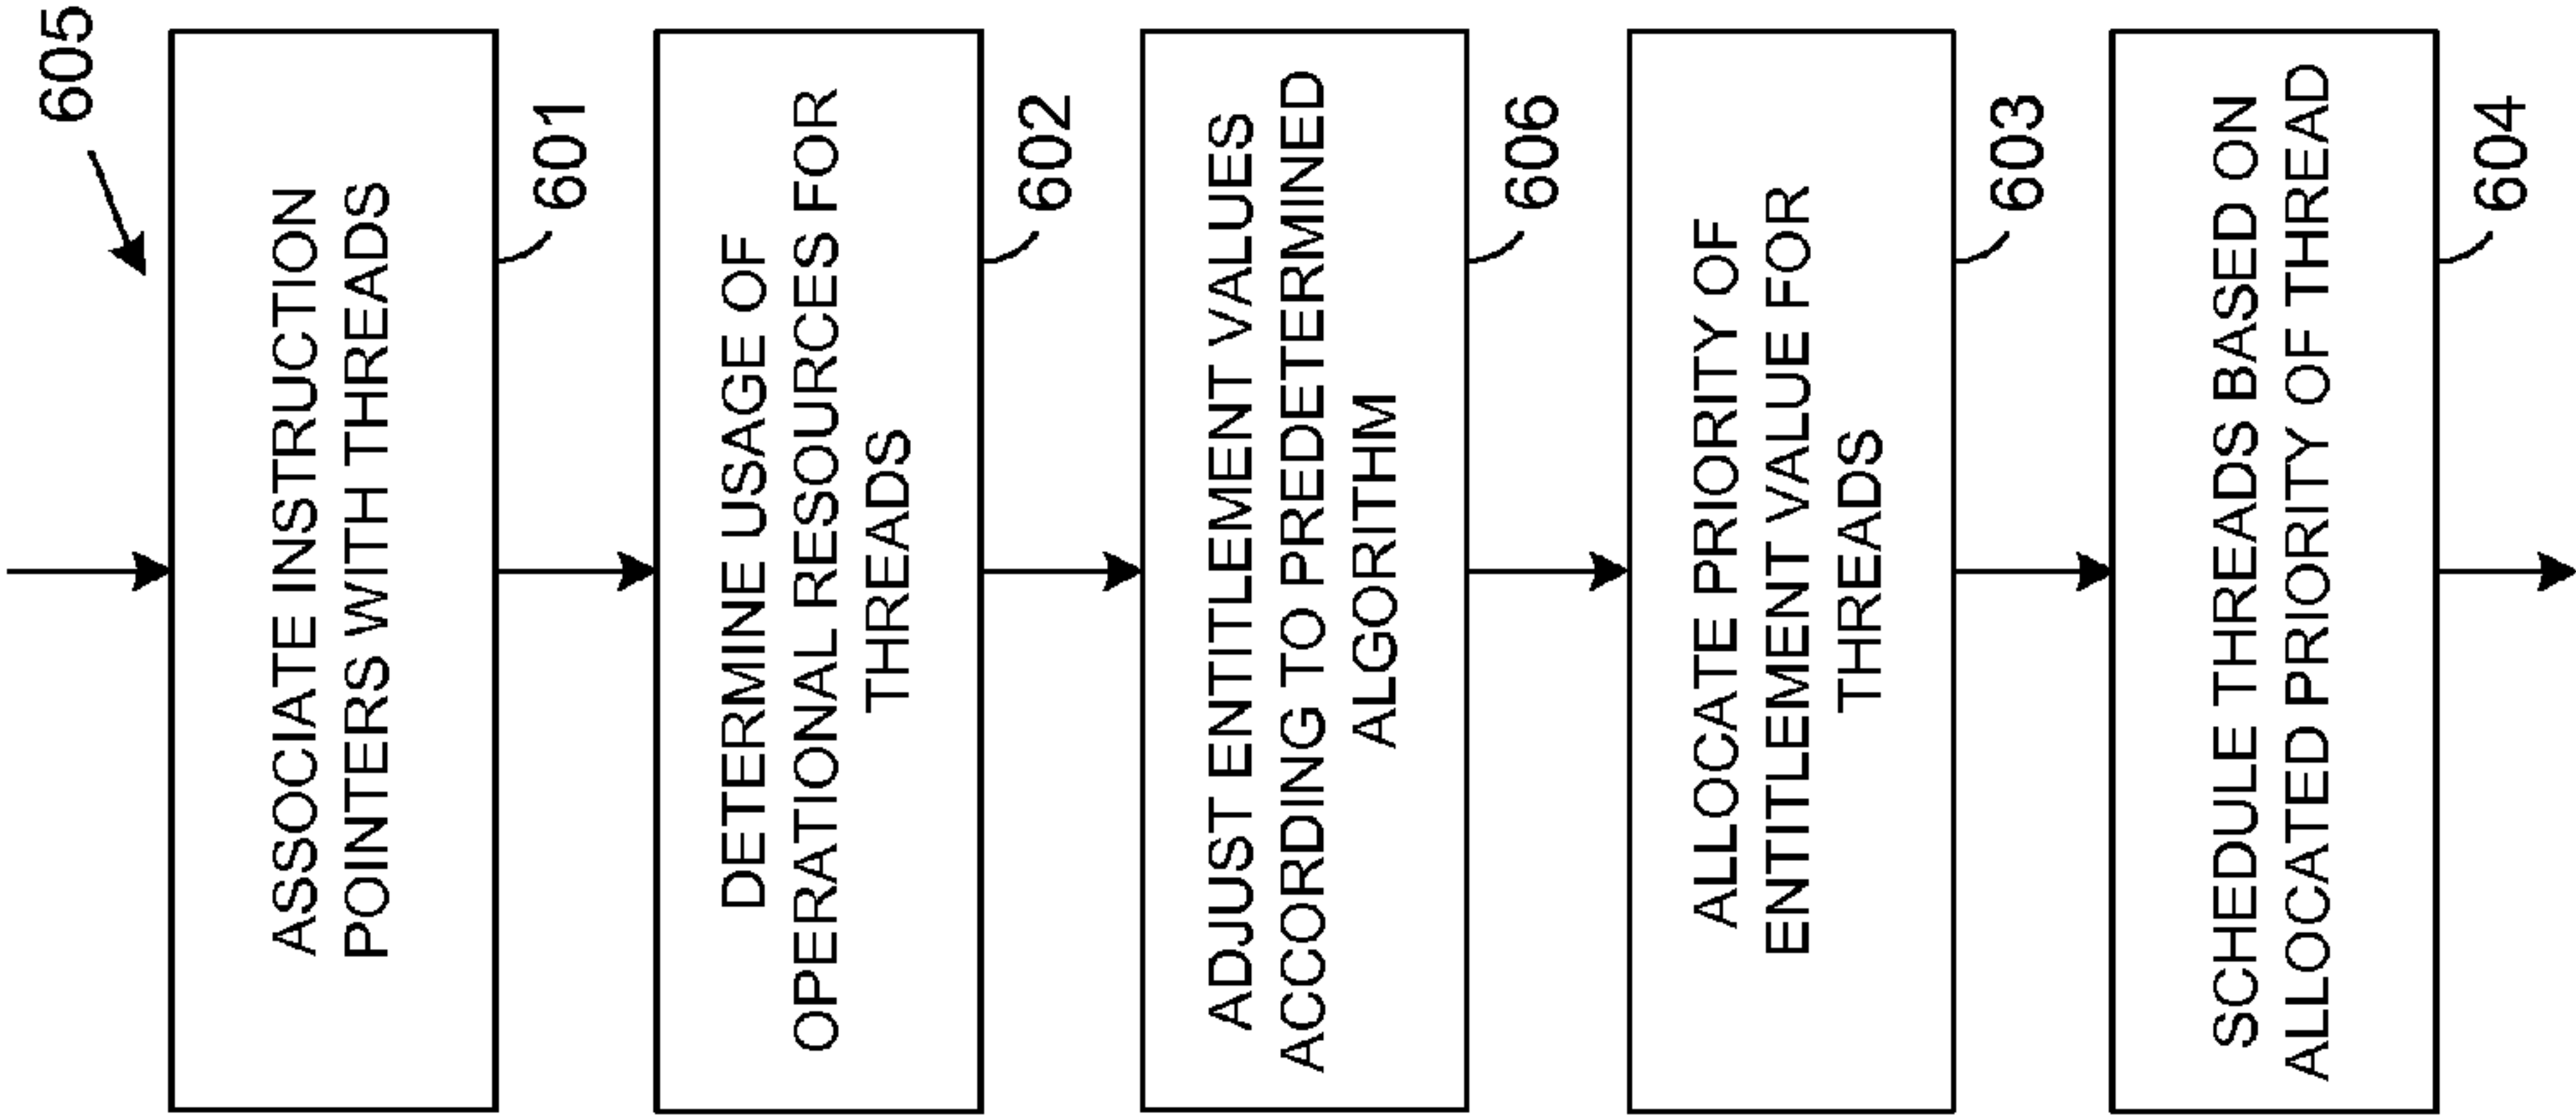 605
ASSOCIATE INSTRUCTION
POINTERS WITH THREADS
601
DETERMINE USAGE OF
OPERATIONAL RESOURCES FOR
THREADS
602
ADJUST ENTITLEMENT VALUES
ACCORDING TO PREDETERMINED
ALGORITHM
606
ALLOCATE PRIORITY OF
ENTITLEMENT VALUE FOR
THREADS
603
SCHEDULE THREADS BASED ON
ALLOCATED PRIORITY OF THREAD
604